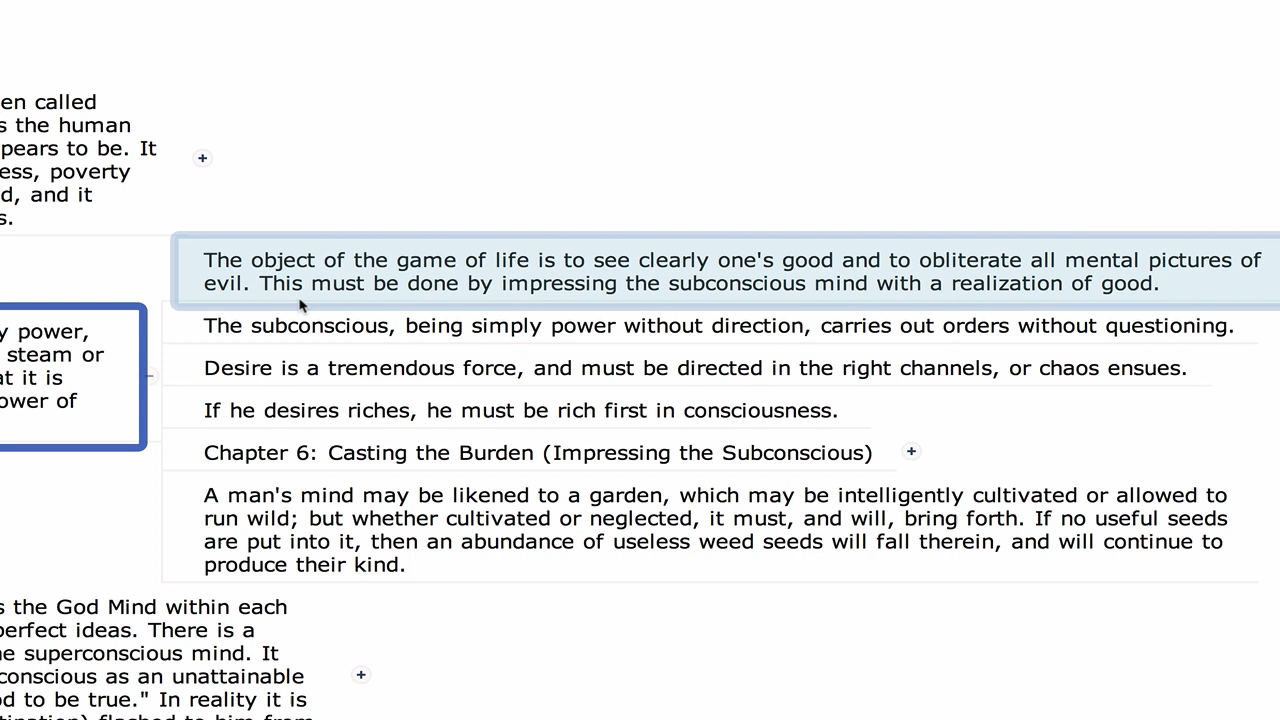 en called
s the human
pears to be. It
ess, poverty
d, and it
s.
The object of the game of life is to see clearly one's good and to obliterate all mental pictures of
evil. This must be done by impressing the subconscious mind with a realization of good.
y power,
steam or
at it is
ower of
The subconscious, being simply power without direction, carries out orders without questioning.
Desire is a tremendous force, and must be directed in the right channels, or chaos ensues.
If he desires riches, he must be rich first in consciousness.
Chapter 6: Casting the Burden (Impressing the Subconscious)
A man's mind may be likened to a garden, which may be intelligently cultivated or allowed to
run wild; but whether cultivated or neglected, it must, and will, bring forth. If no useful seeds
are put into it, then an abundance of useless weed seeds will fall therein, and will continue to
produce their kind.
s the God Mind within each
perfect ideas. There is a
he superconscious mind. It
conscious as an unattainable
od to be true." In reality it is